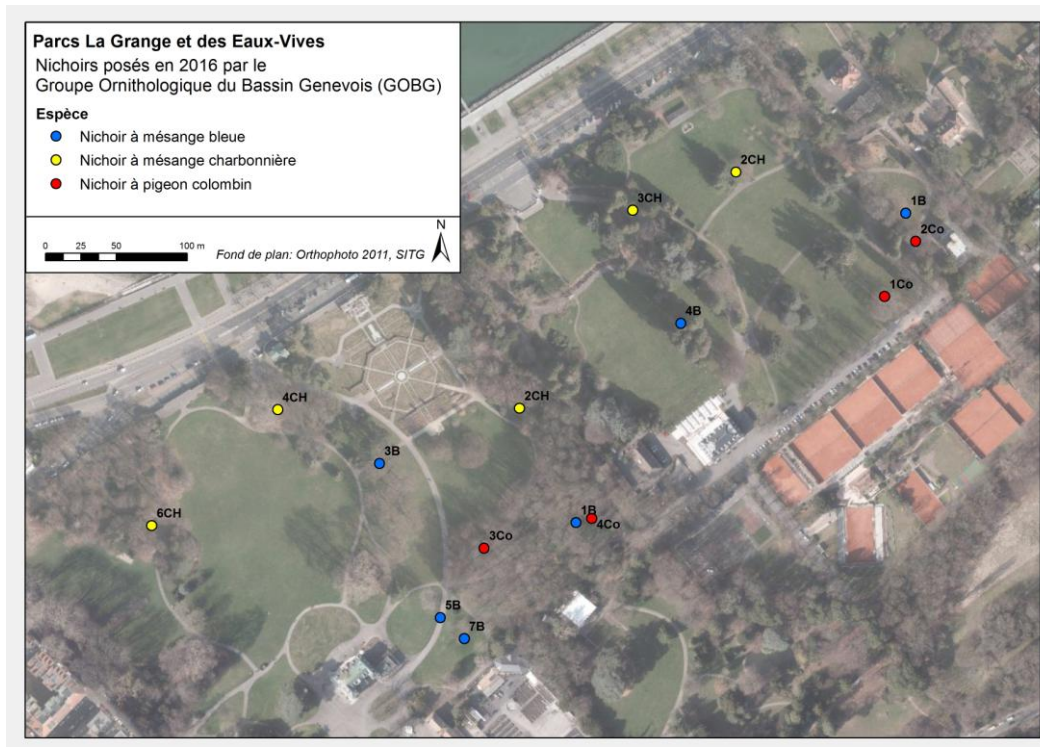 Parcs La Grange et des Eaux-Vives
Nichoirs posés en 2016 par le
Groupe Ornithologique du Bassin Genevois (GOBG)
Espèce
Nichoir à mésange bleue
Nichoir à mésange charbonnière
Nichoir à pigeon colombin
N
0 25 50 100 m
Fond de plan: Orthophoto 2011, SITG
2CH
3CH
1B
2Co
1Co
4B
4CH
2CH
3B
6CH
1B
4Co
3Co
5B
7B